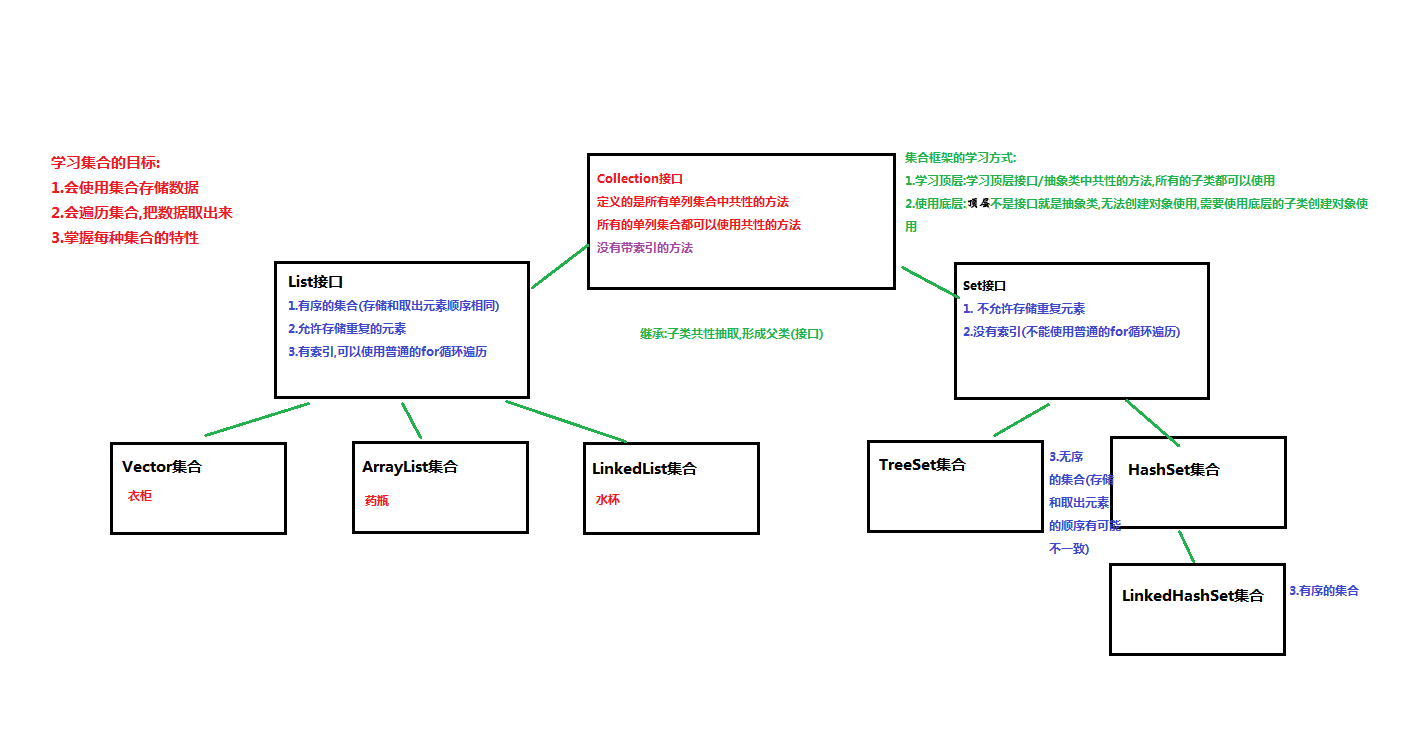 学习集合的目标:
1.会使用集合存储数据
2.会遍历集合,把数据取出来
3.掌握每种集合的特性
Collection接口
定义的是所有单列集合中共性的方法
所有的单列集合都可以使用共性的方法
没有带索引的方法
集合框架的学习方式:
1.学习顶层:学习顶层接口/抽象类中共性的方法,所有的子类都可以使用
2.使用底层:顶层不是接口就是抽象类,无法创建对象使用,需要使用底层的子类创建对象使
用
List接口
1.有序的集合(存储和取出元素顺序相同)
2.允许存储重复的元素
3.有索引,可以使用普通的for循环遍历
继承:子类共性抽取,形成父类(接口)
Set接口
1. 不允许存储重复元素
2.没有索引(不能使用普通的for循环遍历)
Vector集合
衣柜
ArrayList集合
药瓶
LinkedList集合
水杯
TreeSet集合
3.无序
的集合(存储
和取出元素
的顺序有可能
不一致)
HashSet集合
LinkedHashSet集合
3.有序的集合